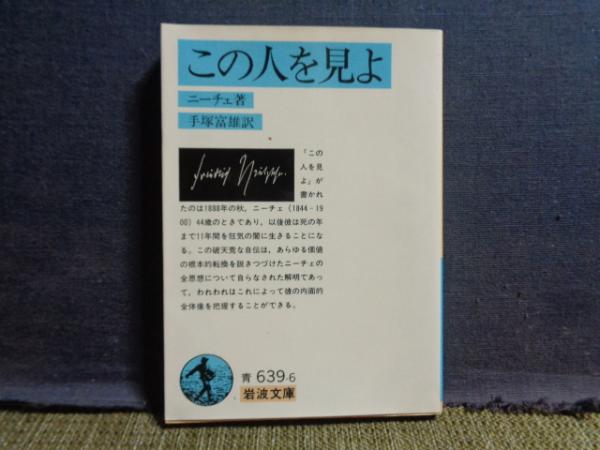 この人を見よ
ニーチェ著
手塚富雄訳
『この
人を見
よ』が
書かれ
たのは1888年の秋,ニーチェ(1844-19
00)44歳のときであり,以後彼は死の年
まで11年間を狂気の闇に生きることにな
る。この破天荒な自伝は,あらゆる価値
の根本的転換を説きつづけたニーチェの
全思想について自らなされた解明であっ
て,われわれはこれによって彼の内面的
全体像を把握することができる。
青 639-6
岩波文庫